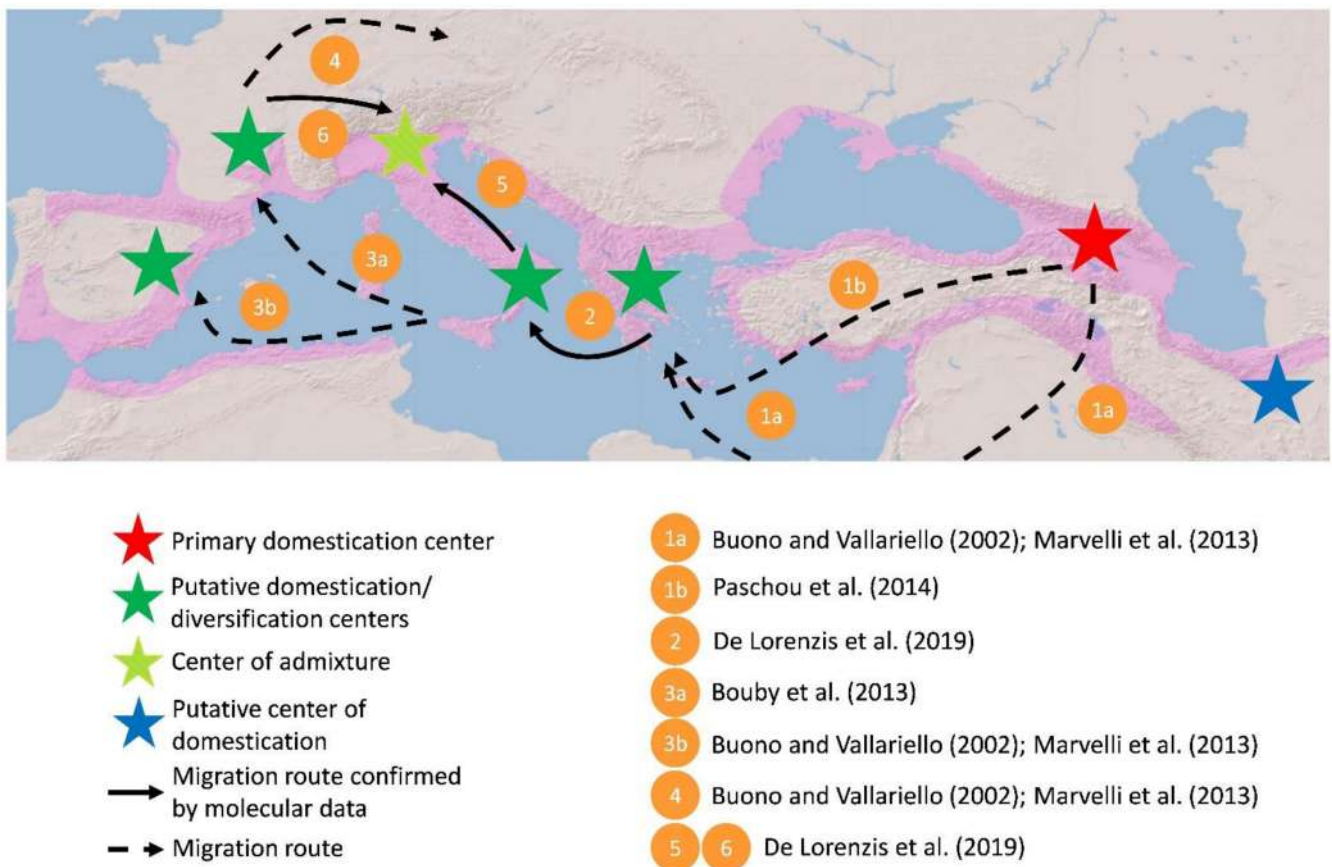 4
6
5
3a
3b
2
1b
1a
1a
Primary domestication center
Putative domestication/
diversification centers
Center of admixture
Putative center of
domestication
Migration route confirmed
by molecular data
Migration route
1a Buono and Vallariello (2002); Marvelli et al. (2013)
1b Paschou et al. (2014)
2 De Lorenzis et al. (2019)
3a Bouby et al. (2013)
3b Buono and Vallariello (2002); Marvelli et al. (2013)
4 Buono and Vallariello (2002); Marvelli et al. (2013)
5 6 De Lorenzis et al. (2019)